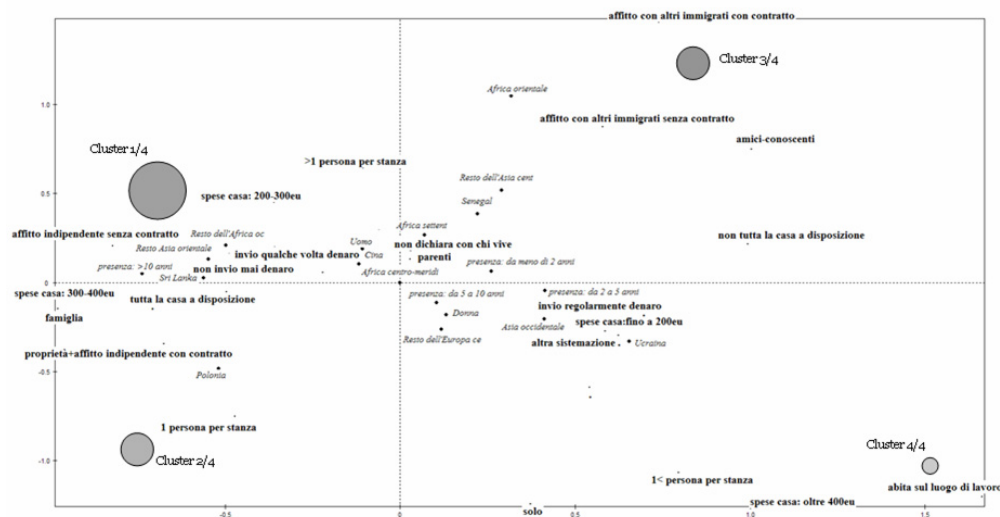 affitto con altri immigrati con contratto
Cluster 3/4
Africa orientale
1.0
affitto con altri immigrati senza contratto
amici-conoscenti
Cluster 1/4
>1 persona per stanza
Resto dell'Asia cent
spese casa: 200-300eu
0.5
Senegal
affitto indipendente senza contratto
Resto dell'Africa oc
Africa settent
non tutta la casa a disposizione
Uomo
non dichiara con chi vive
Resto Asia orientale
invio qualche volta denaro
Cina
parenti
presenza: >10 anni
non invio mai denaro
Africa centro-meridi
presenza: da meno di 2 anni
Sri Lanka
0
spese casa: 300-400eu
tutta la casa a disposizione
presenza: da 5 a 10 anni
presenza: da 2 a 5 anni
invio regolarmente denaro
famiglia
Donna
Asia occidentale
spese casa:fino a 200eu
Resto dell'Europa ce
altra sistemazione
Ucraina
proprietà+affitto indipendente con contratto
Polonia
-0.5
1 persona per stanza
Cluster 2/4
Cluster 4/4
-1.0
1< persona per stanza
abita sul luogo di lavoro
spese casa: oltre 400eu
solo
-0.5
0
0.5
1.0
1.5